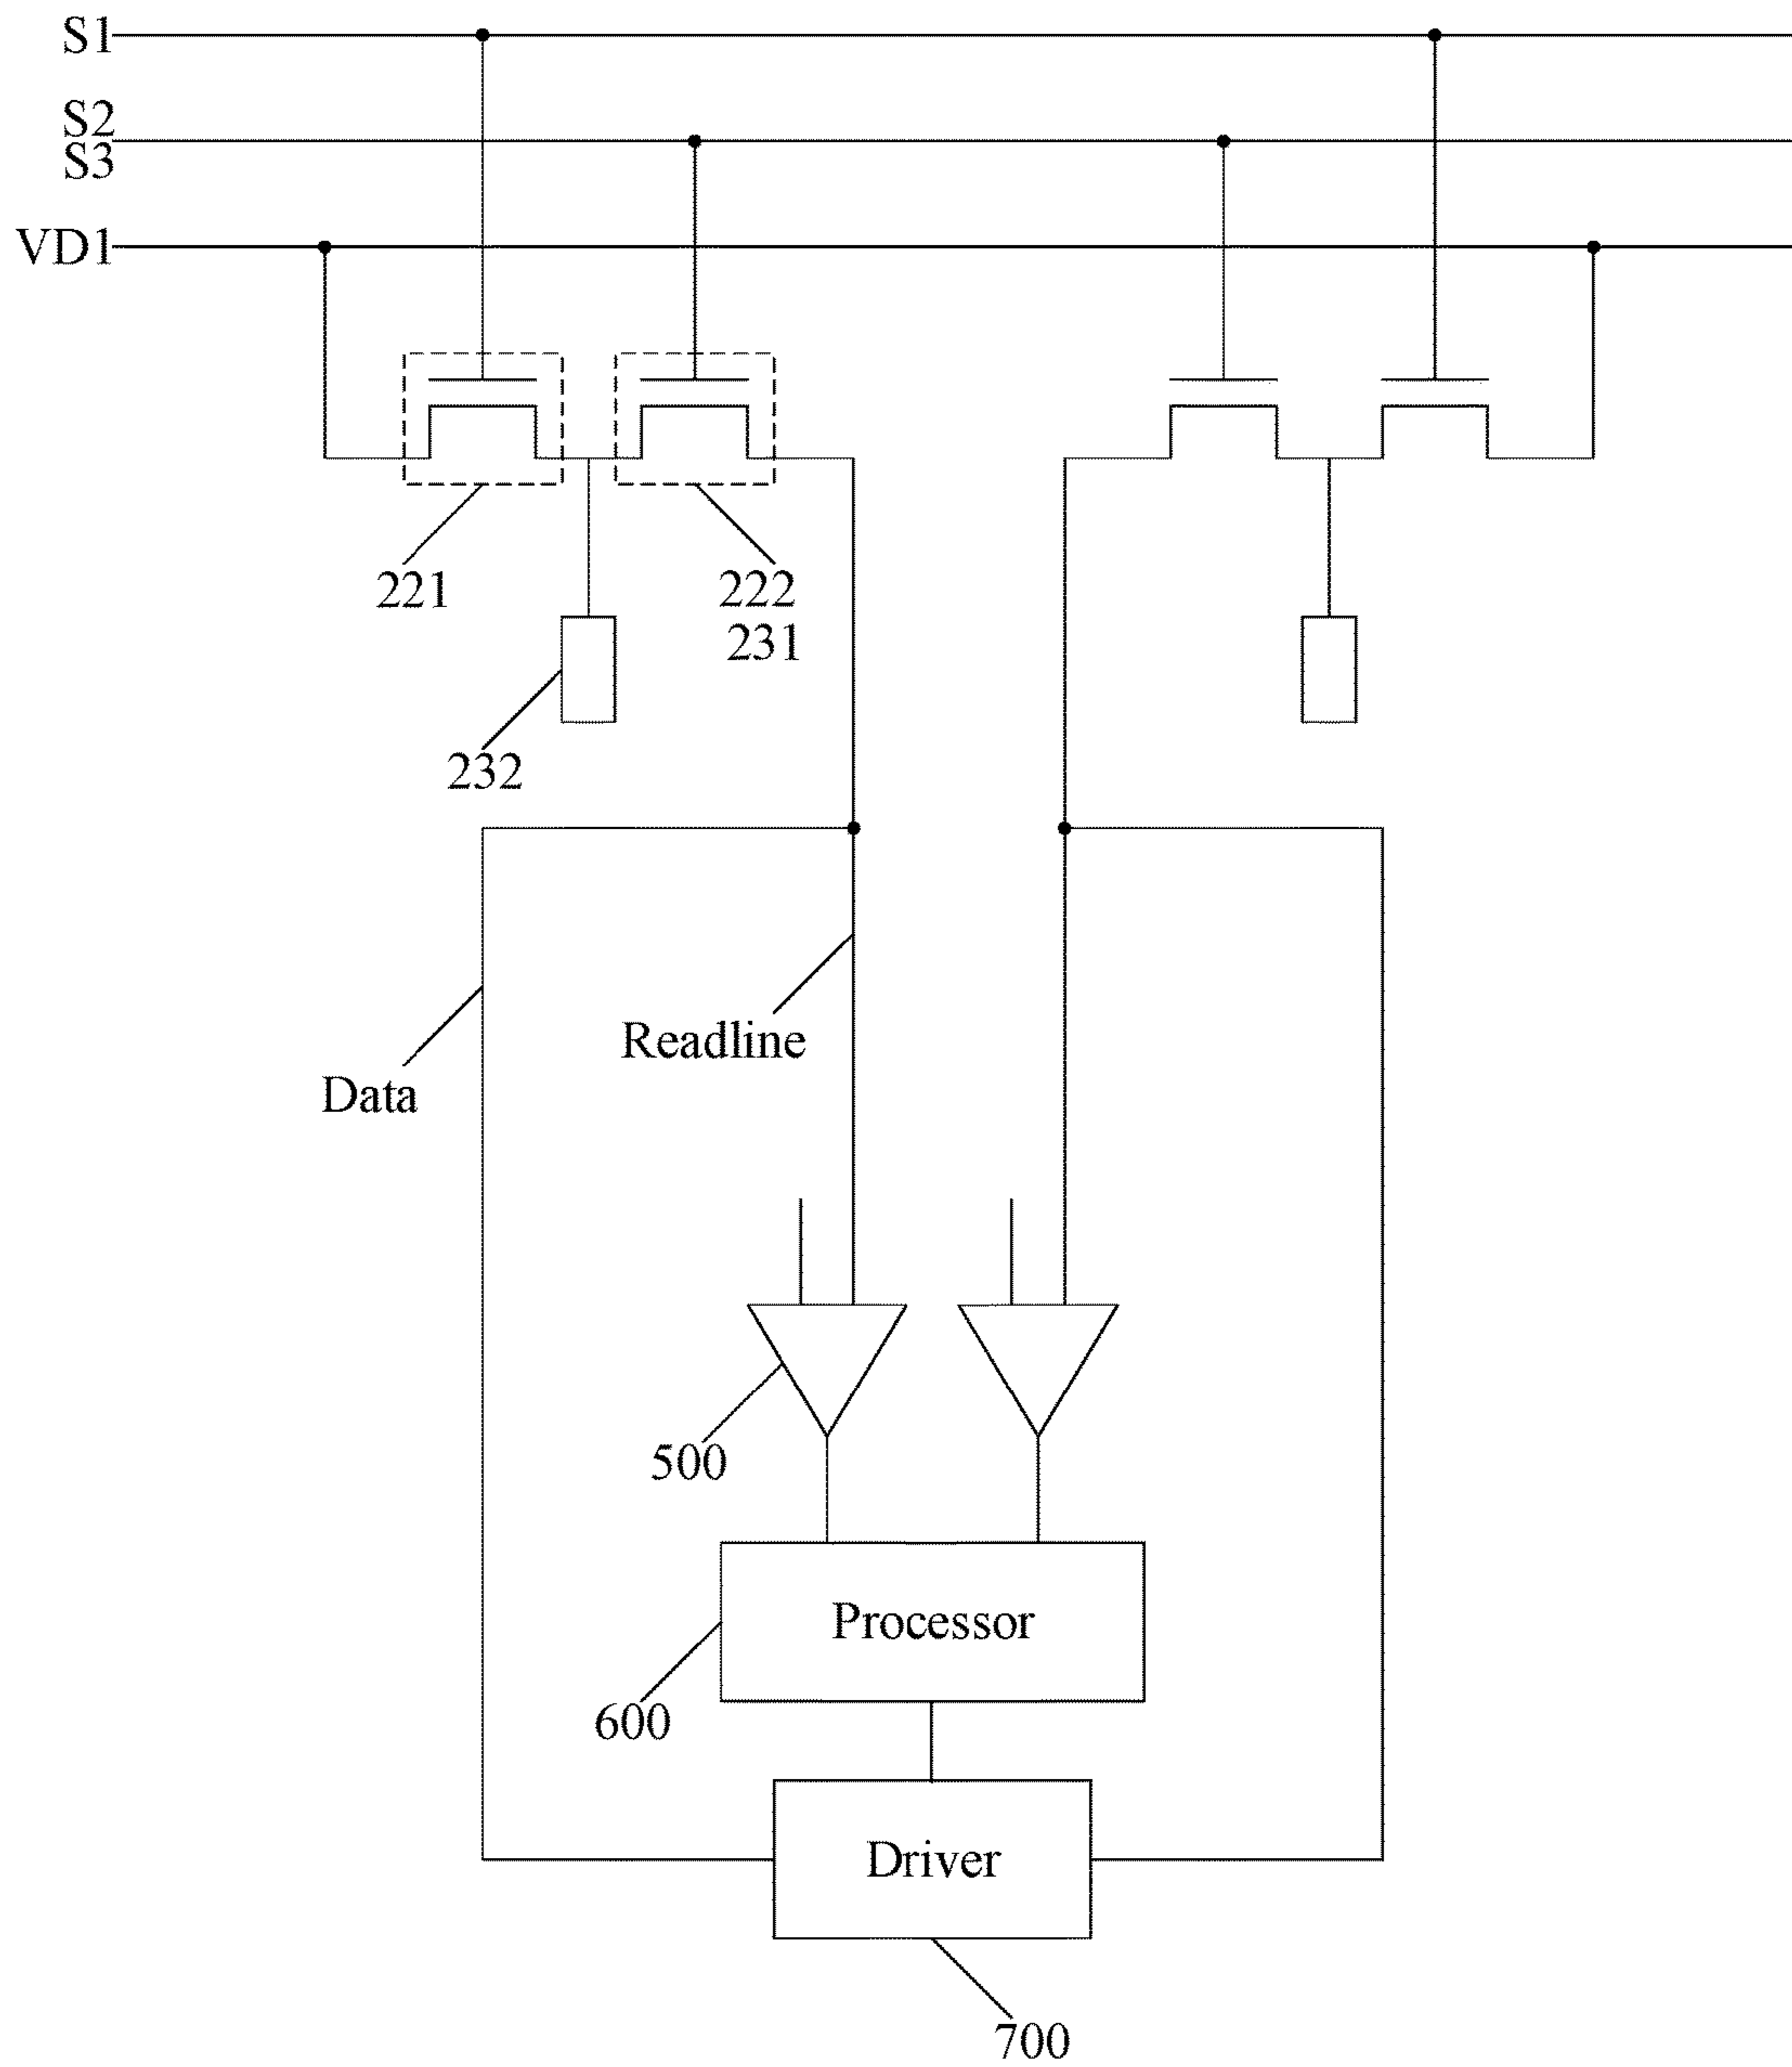 S1
S2
S3
VD1
221
222
231
232
Readline
Data
500
Processor
600
Driver
700